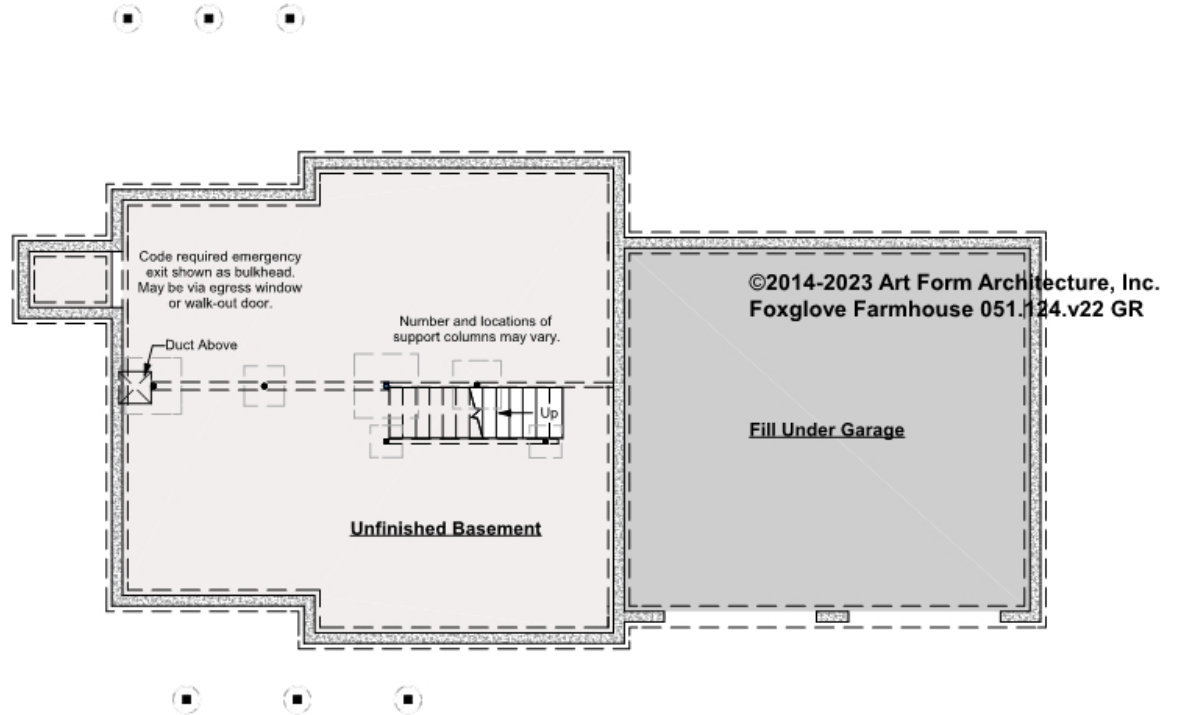 Code required emergency
exit shown as bulkhead.
May be via egress window
or walk-out door.
©2014-2023 Art Form Architecture, Inc.
Foxglove Farmhouse 051.124.v22 GR
Number and locations of
support columns may vary.
Duct Above
Up
Fill Under Garage
Unfinished Basement